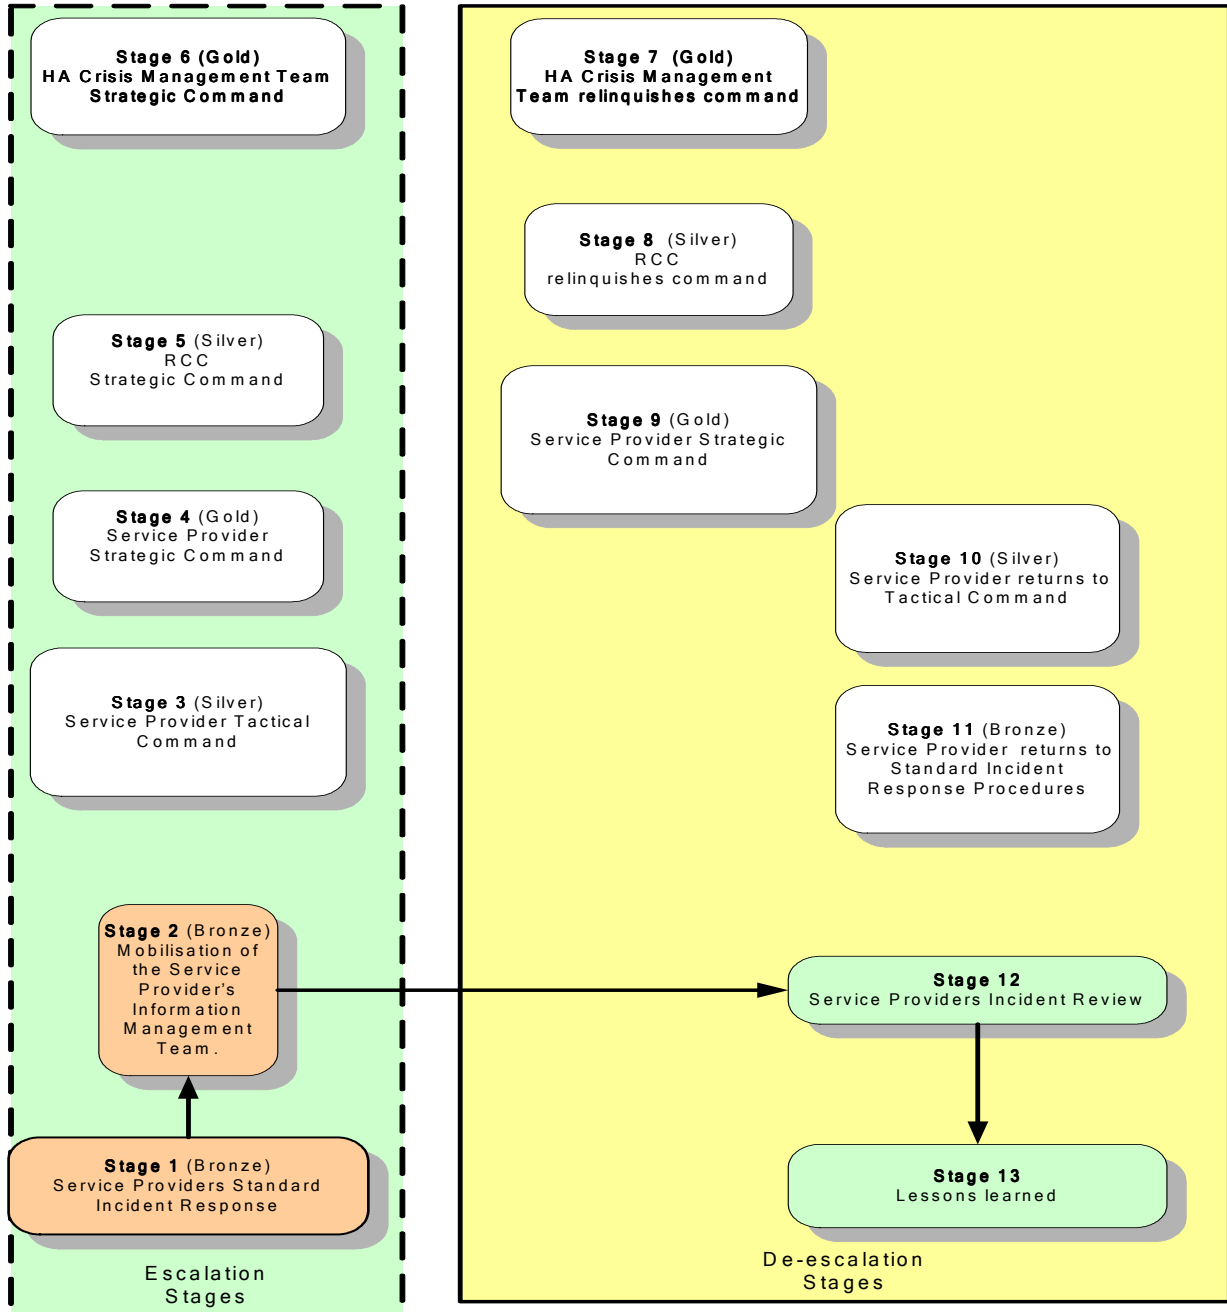 Stage 6 (Gold)
HA Crisis Management Team
Strategic Command
Stage 5 (Silver)
RCC
Strategic Command
Stage 4 (Gold)
Service Provider
Strategic Command
Stage 3 (Silver)
Service Provider Tactical
Command
Stage 2 (Bronze)
Mobilisation of
the Service
Provider's
Information
Management
Team.
Stage 1 (Bronze)
Service Providers Standard
Incident Response
Escalation
Stages
Stage 7 (Gold)
HA Crisis Management
Team relinquishes command
Stage 8 (Silver)
RCC
relinquishes command
Stage 9 (Gold)
Service Provider Strategic
Command
Stage 10 (Silver)
Service Provider returns to
Tactical Command
Stage 11 (Bronze)
Service Provider returns to
Standard Incident
Response Procedures
Stage 12
Service Providers Incident Review
Stage 13
Lessons learned
De-escalation
Stages